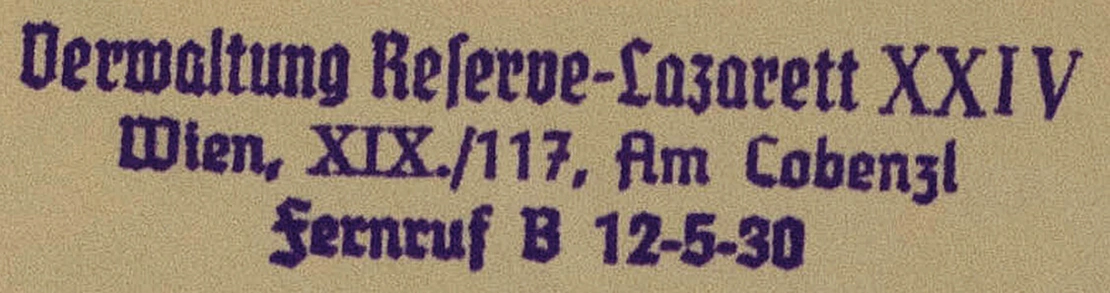 Verwaltung Reſerve-Lazarett XXIV
Wien, XIX./117, Am Cobenzl
Fernruf B 12-5-30